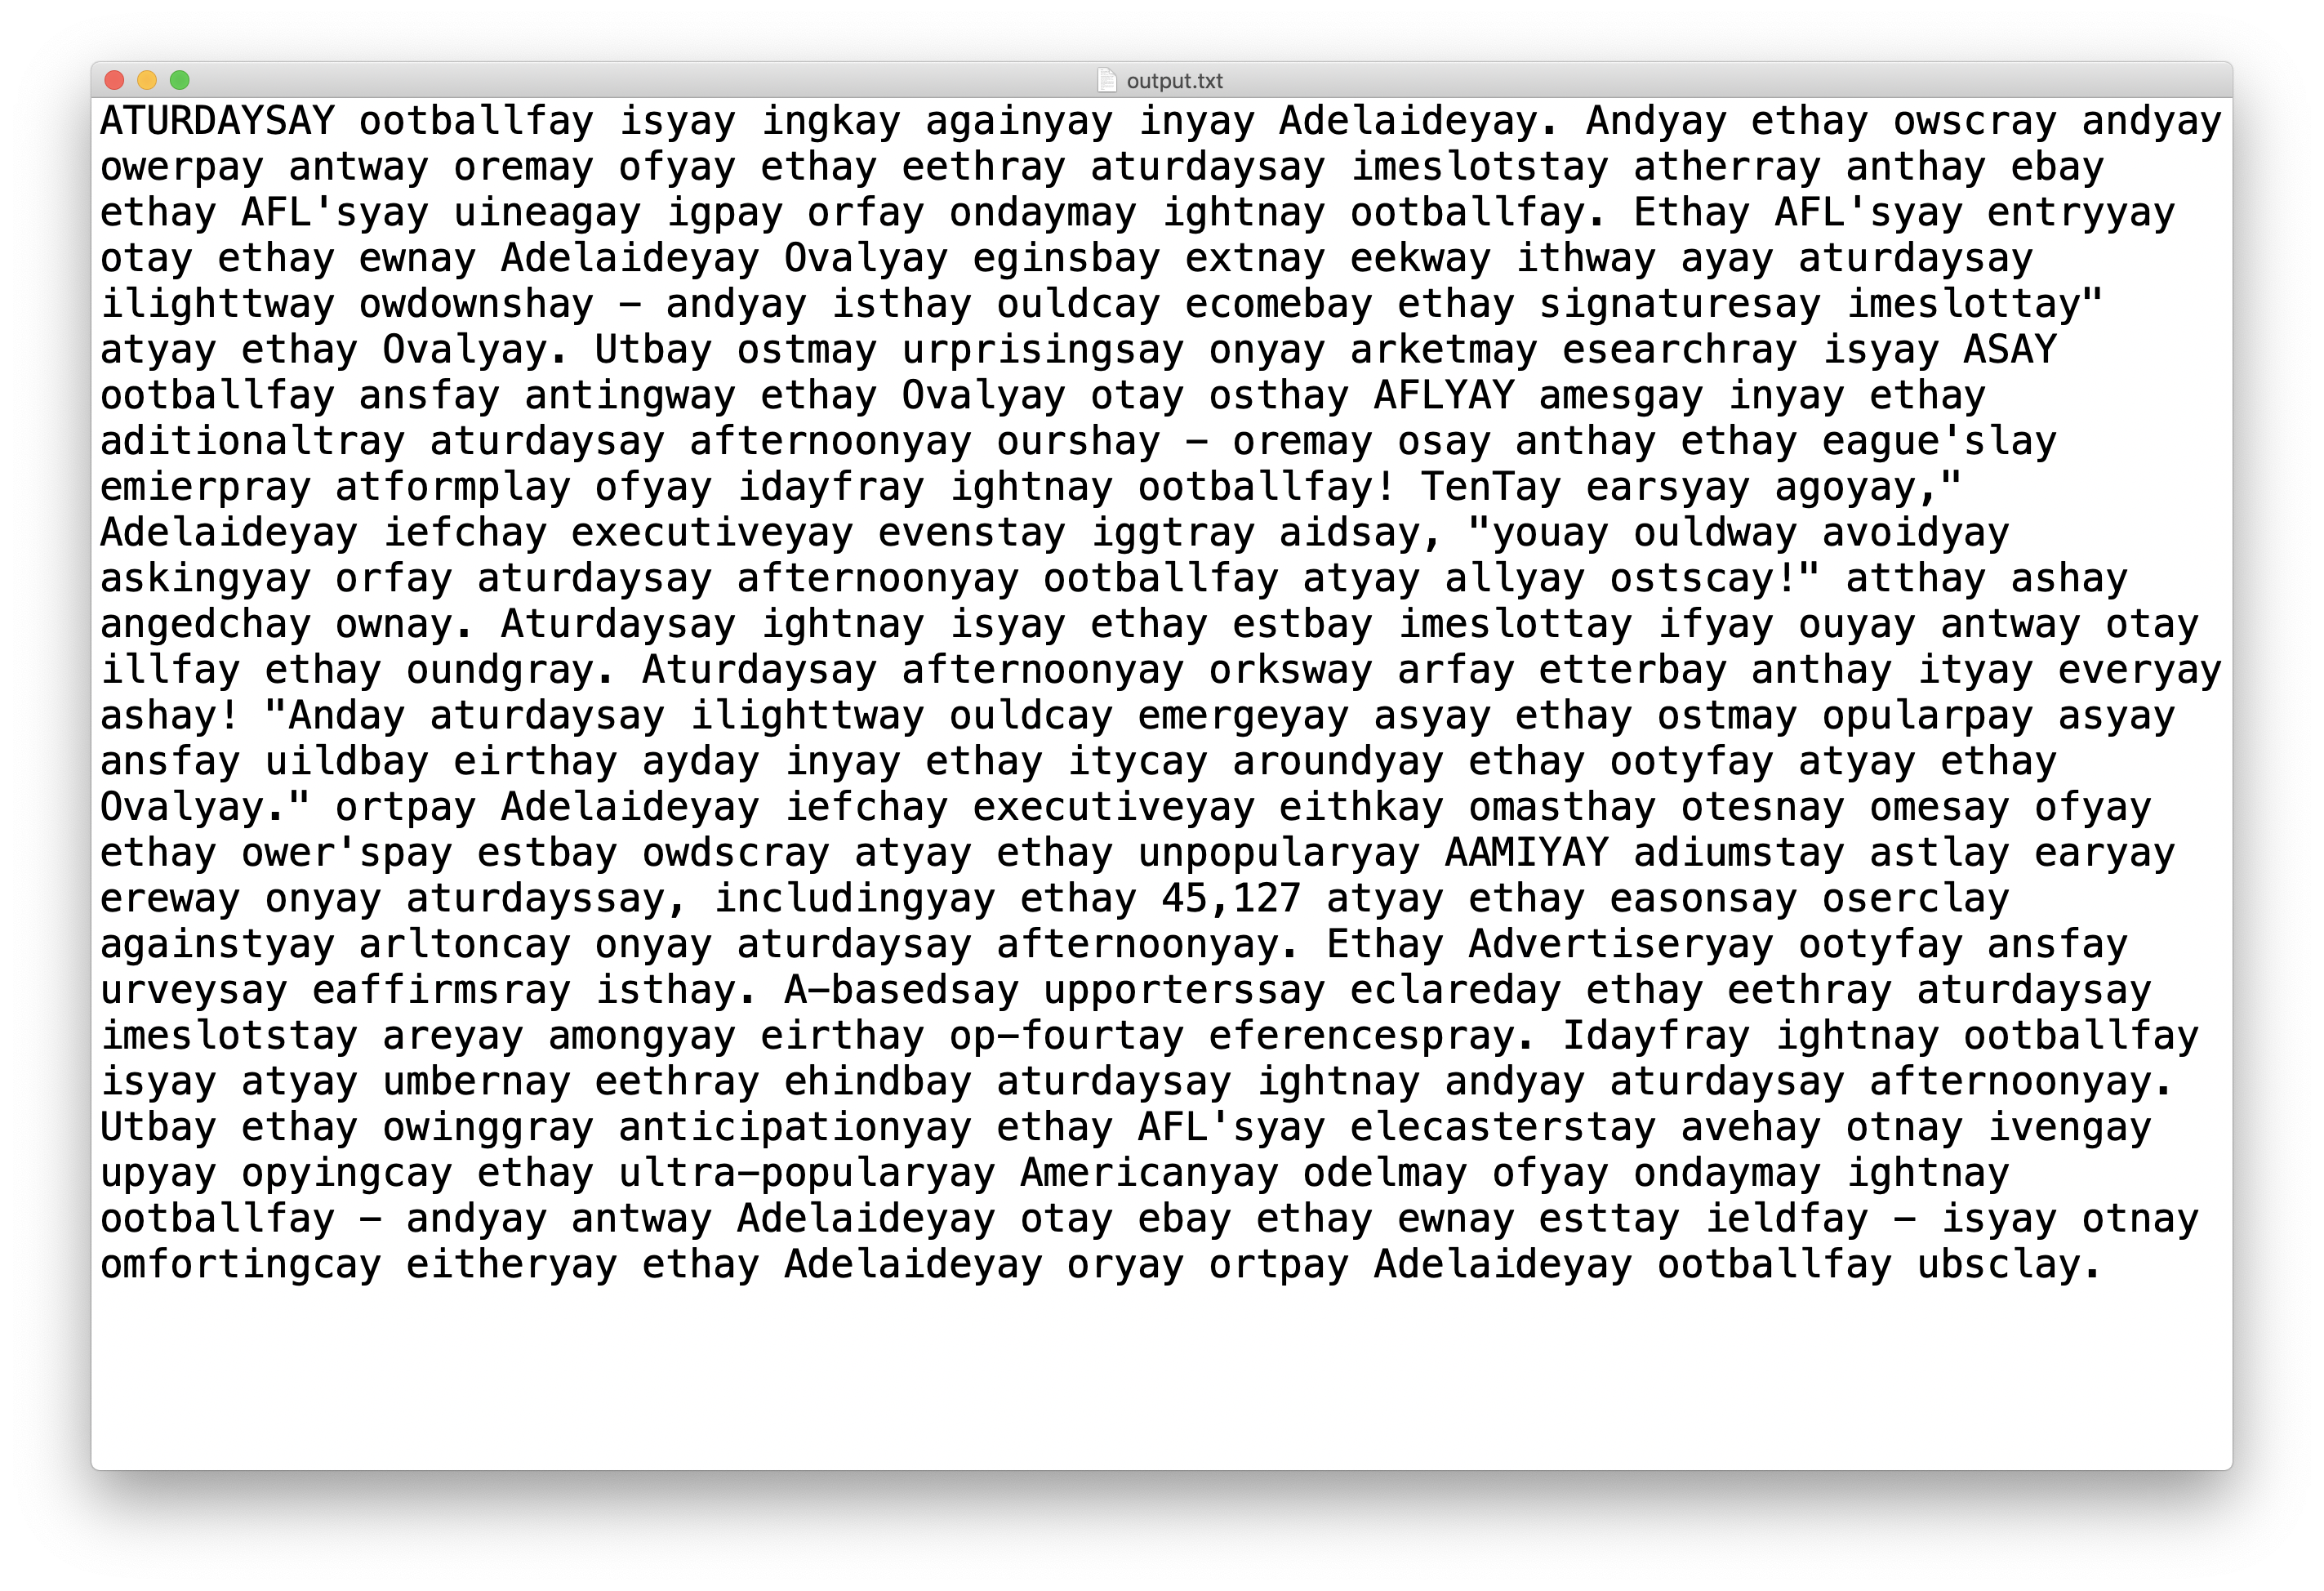 output.txt
ATURDAYSAY ootballfay isyay ingkay againyay inyay Adelaideyay. Andyay ethay owscray andyay
owerpay antway oremay ofyay ethay eethray aturdaysay imeslotstay atherray anthay ebay
ethay AFL'syay uineagay igpay orfay ondaymay ightnay ootballfay. Ethay AFL'syay entryyay
otay ethay ewnay Adelaideyay Ovalyay eginsbay extnay eekway ithway ayay aturdaysay
ilighttway owdownshay – andyay isthay ouldcay ecomebay ethay signaturesay imeslottay"
atyay ethay Ovalyay. Utbay ostmay urprisingsay onyay arketmay esearchray isyay ASAY
ootballfay ansfay antingway ethay Ovalyay otay osthay AFLYAY amesgay inyay ethay
aditionaltray aturdaysay afternoonyay ourshay – oremay osay anthay ethay eague'slay
emierpray atformplay ofyay idayfray ightnay ootballfay! TenTay earsyay agoyay,"
Adelaideyay iefchay executiveyay evenstay iggtray aidsay, "youay ouldway avoidyay
askingyay orfay aturdaysay afternoonyay ootballfay atyay allyay ostscay!" atthay ashay
angedchay ownay. Aturdaysay ightnay isyay ethay estbay imeslottay ifyay ouyay antway otay
illfay ethay oundgray. Aturdaysay afternoonyay orksway arfay etterbay anthay ityay everyay
ashay! "Anday aturdaysay ilighttway ouldcay emergeyay asyay ethay ostmay opularpay asyay
ansfay uildbay eirthay ayday inyay ethay itycay aroundyay ethay ootyfay atyay ethay
Ovalyay." ortpay Adelaideyay iefchay executiveyay eithkay omasthay otesnay omesay ofyay
ethay ower'spay estbay owdscray atyay ethay unpopularyay AAMIYAY adiumstay astlay earyay
ereway onyay aturdayssay, includingyay ethay 45,127 atyay ethay easonsay oserclay
againstyay arltoncay onyay aturdaysay afternoonyay. Ethay Advertiseryay ootyfay ansfay
urveysay eaffirmsray isthay. A-basedsay upporterssay eclareday ethay eethray aturdaysay
imeslotstay areyay amongyay eirthay op-fourtay eferencespray. Idayfray ightnay ootballfay
isyay atyay umbernay eethray ehindbay aturdaysay ightnay andyay aturdaysay afternoonyay.
Utbay ethay owinggray anticipationyay ethay AFL'syay elecasterstay avehay otnay ivengay
upyay opyingcay ethay ultra-popularyay Americanyay odelmay ofyay ondaymay ightnay
ootballfay – andyay antway Adelaideyay otay ebay ethay ewnay esttay ieldfay – isyay otnay
omfortingcay eitheryay ethay Adelaideyay oryay ortpay Adelaideyay ootballfay ubsclay.